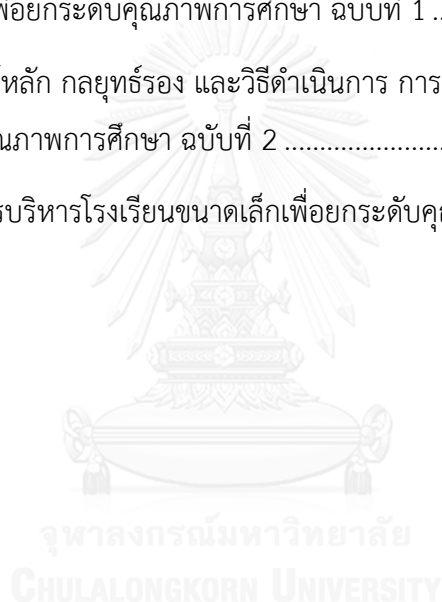 พื่อยกระดับคุณภาพการศึกษา ฉบับที่ 1 ..
์หลัก กลยุทธ์รอง และวิธีดำเนินการ การ
ณภาพการศึกษา ฉบับที่ 2 .......................
รบริหารโรงเรียนขนาดเล็กเพื่อยกระดับคุ
จุฬาลงกรณ์มหาวิทยาลัย
CHULALONGKORN UNIVERSITY